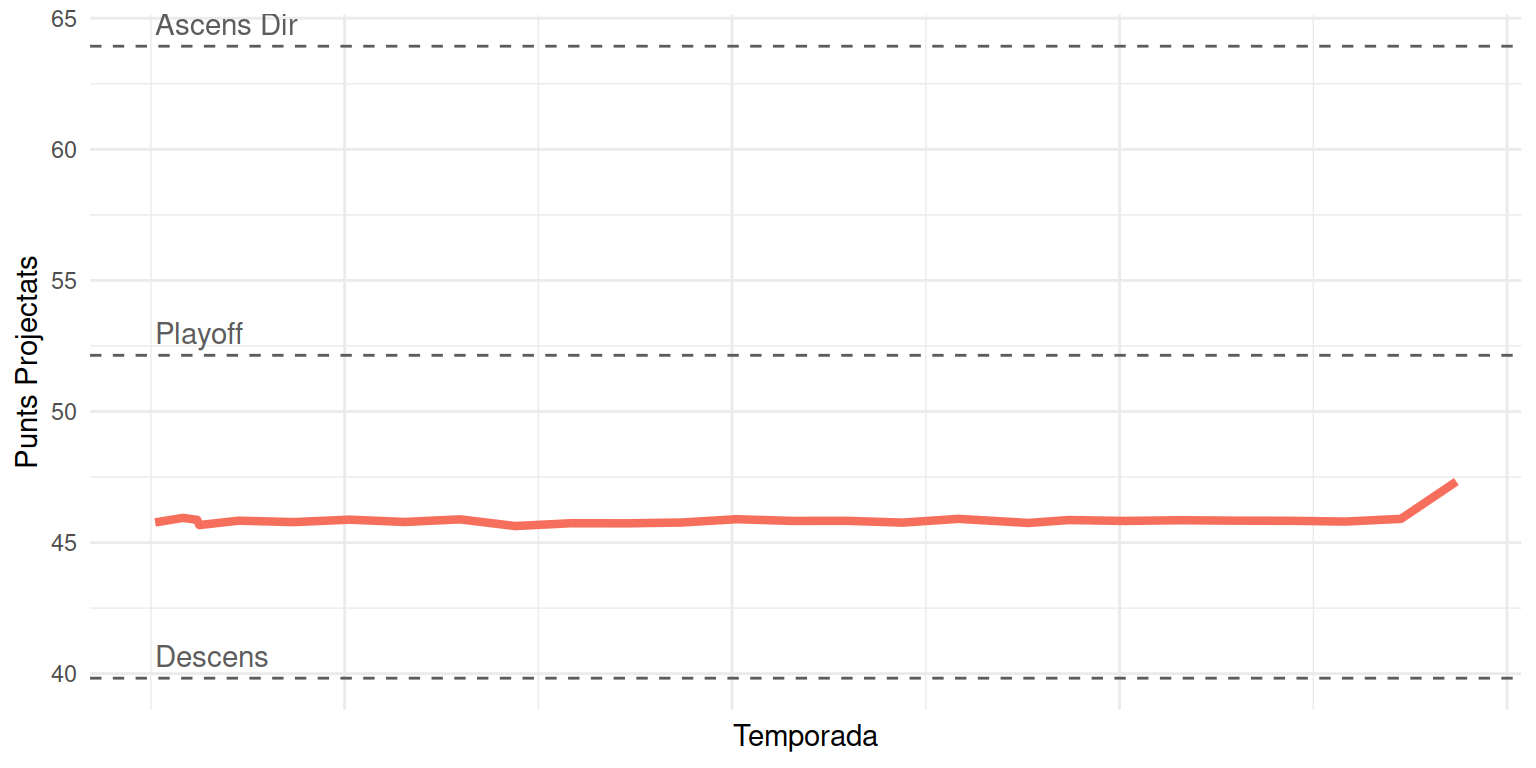 65
Ascens Dir
60
55
Playoff
50
45
Descens
40
Punts Projectats
Temporada